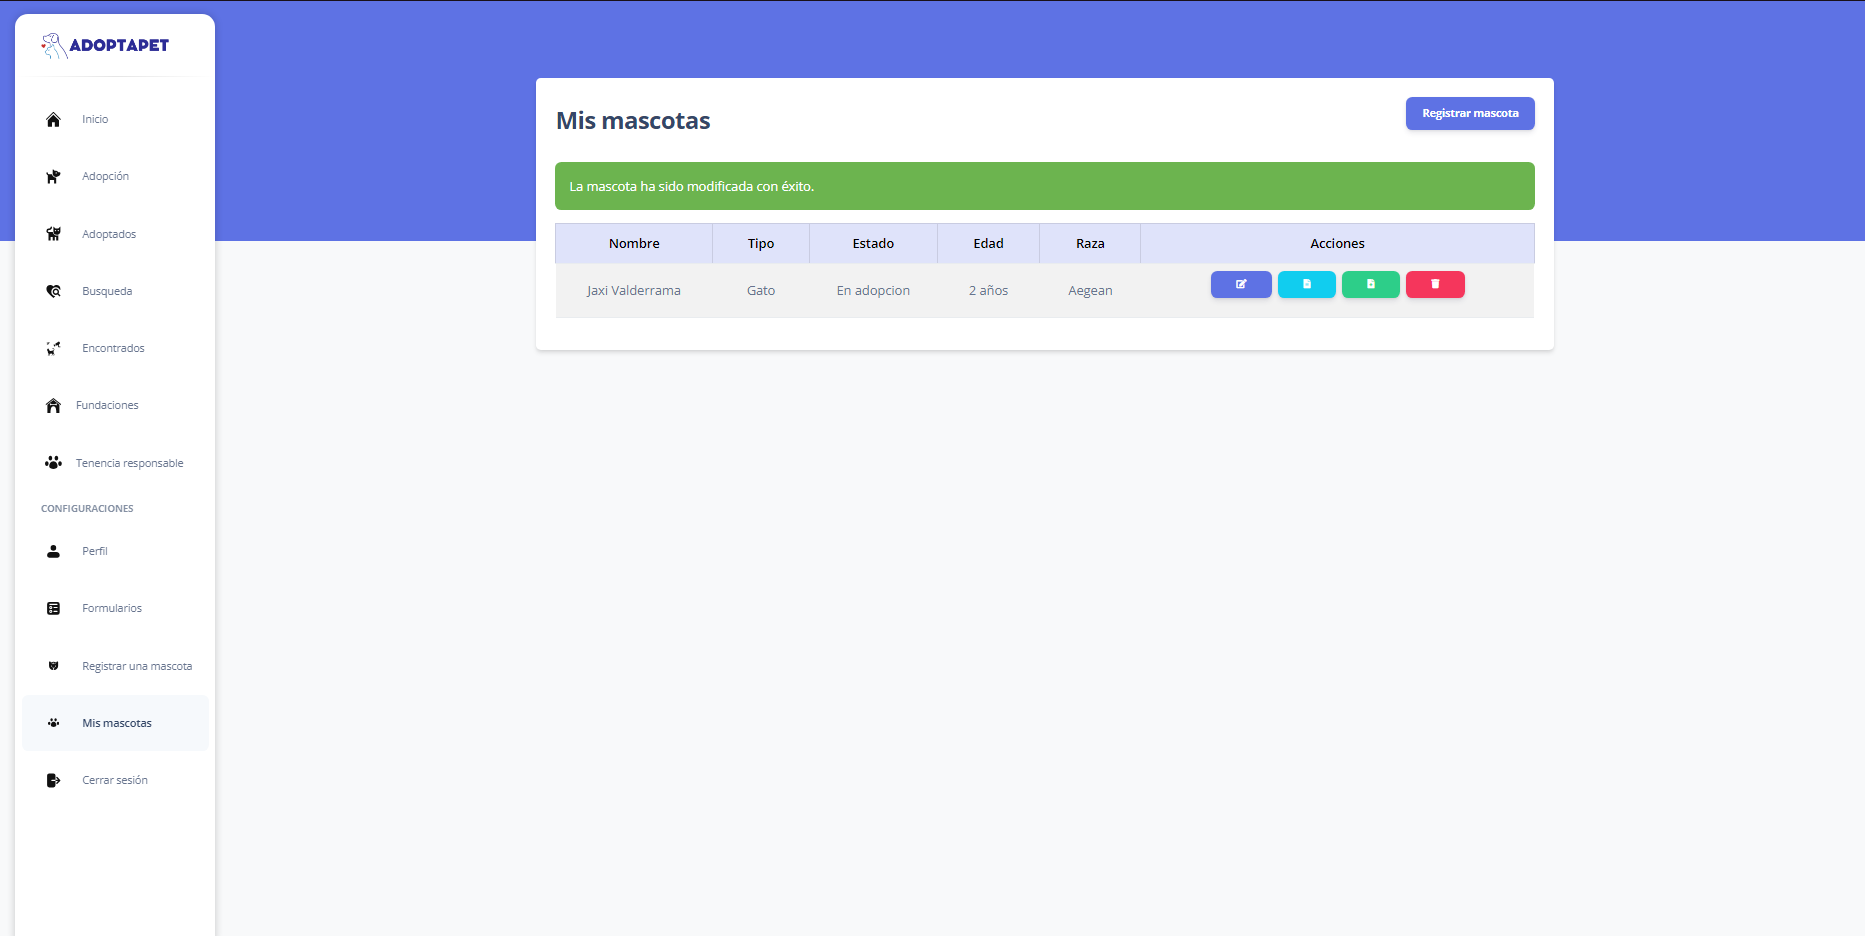 ADOPTAPET
Inicio
Adopción
Adoptados
Busqueda
Encontrados
Fundaciones
Tenencia responsable
CONFIGURACIONES
Perfil
Formularios
Registrar una mascota
Mis mascotas
Cerrar sesión
Mis mascotas
Registrar mascota
La mascota ha sido modificada con éxito.
Nombre Tipo Estado Edad Raza Acciones
Jaxi Valderrama Gato En adopcion 2 años Aegean